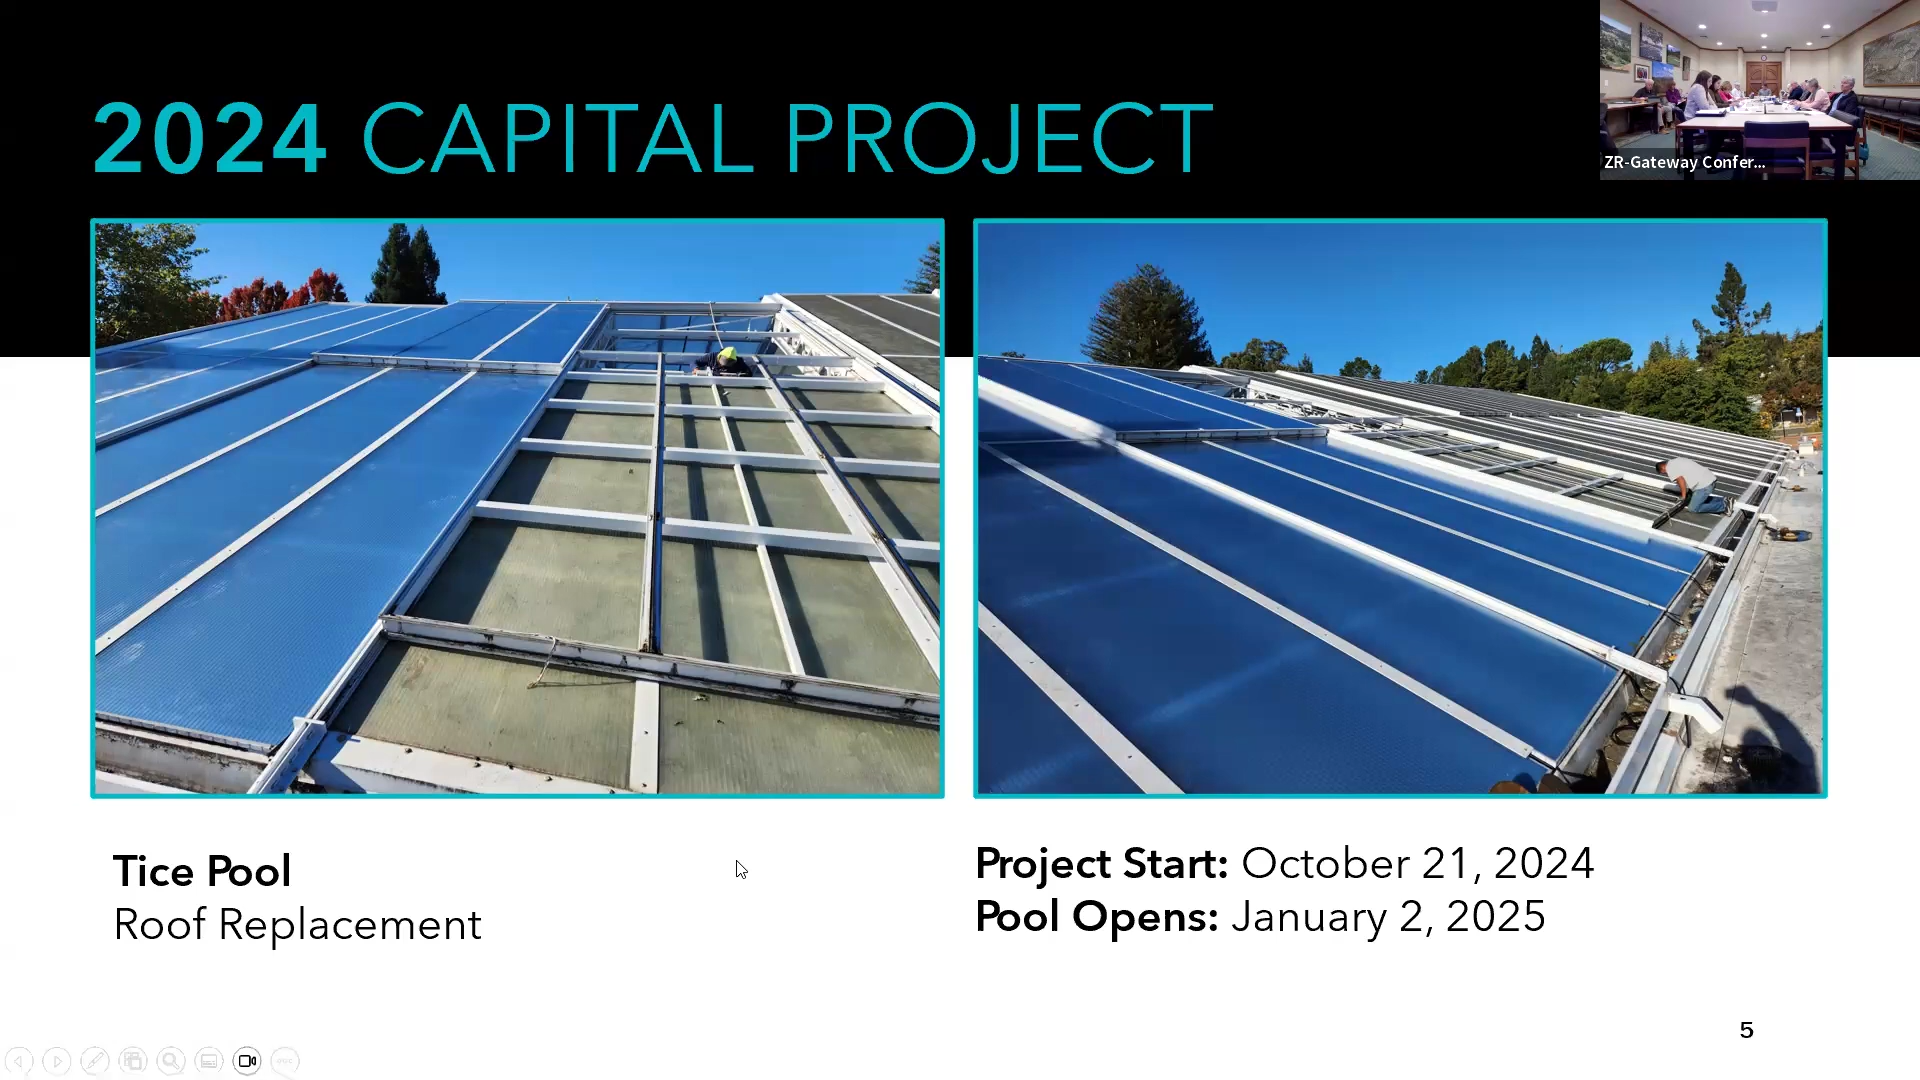 2024 CAPITAL PROJECT
ZR-Gateway Confer...
Tice Pool
Roof Replacement
Project Start: October 21, 2024
Pool Opens: January 2, 2025
5